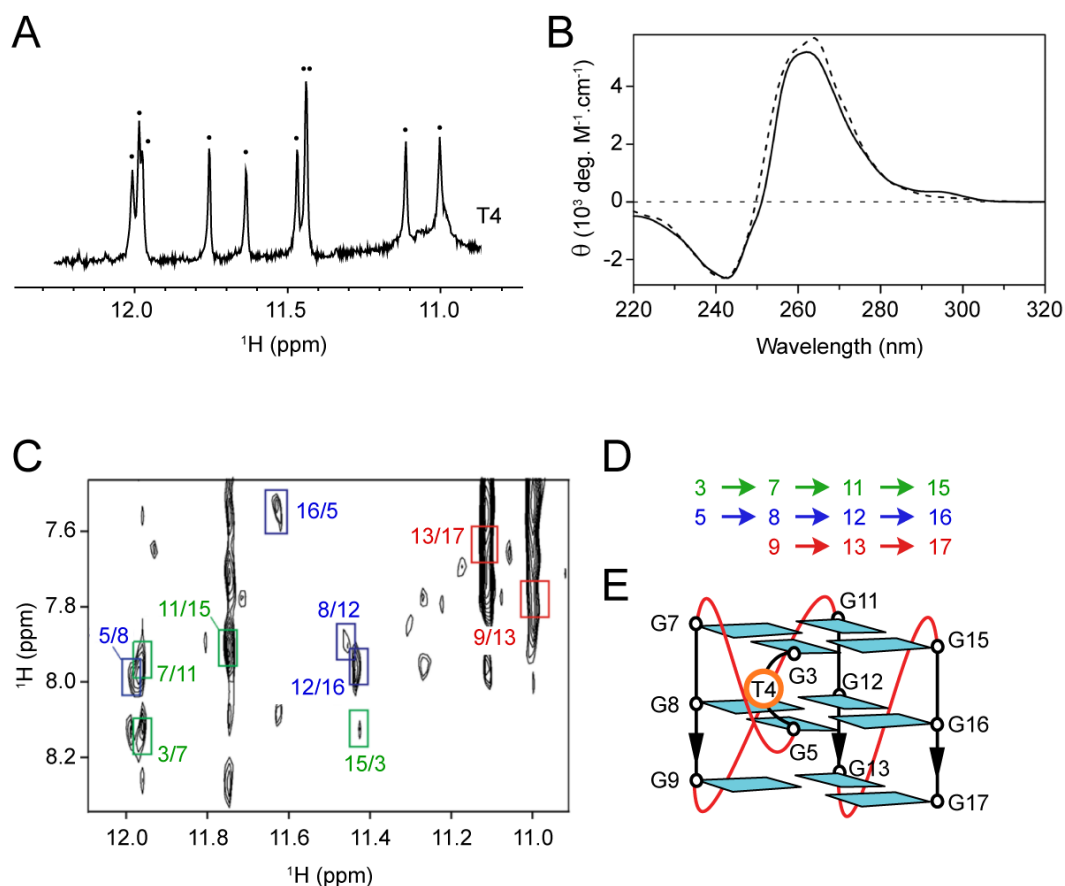 A
T4
12.0 11.5 11.0
¹H (ppm)
B
θ (10³ deg. M⁻¹.cm⁻¹)
4
2
0
-2
220 240 260 280 300 320
Wavelength (nm)
C
¹H (ppm)
7.6
7.8
8.0
8.2
16/5
13/17
11/15
8/12
5/8
9/13
7/11
12/16
3/7
15/3
12.0 11.8 11.6 11.4 11.2 11.0
¹H (ppm)
D
3 7 11 15
5 8 12 16
9 13 17
E
G7
G11
G15
G3
T4
G12
G8
G16
G5
G9
G13
G17